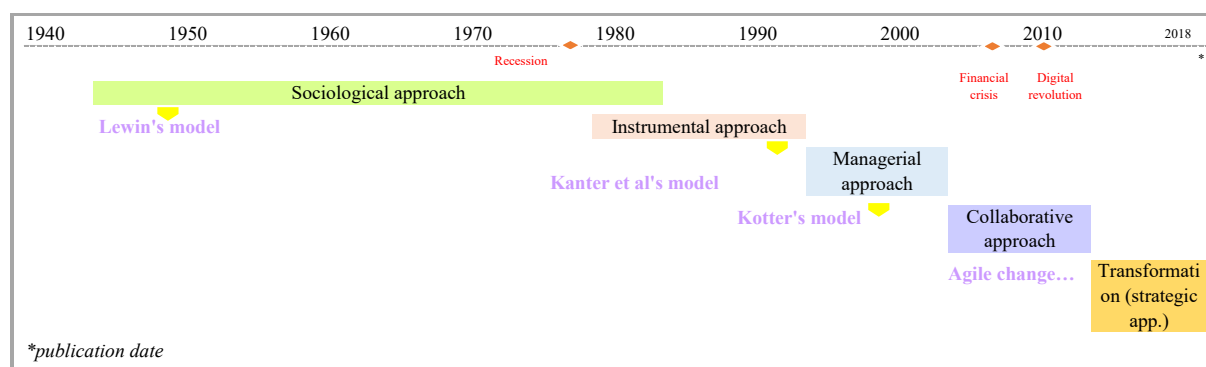 1940 1950 1960 1970 1980 1990 2000 2010 2018
*
Recession
Financial
crisis
Digital
revolution
Sociological approach
Lewin's model
Instrumental approach
Kanter et al's model
Managerial
approach
Kotter's model
Collaborative
approach
Agile change…
Transformati
on (strategic
app.)
*publication date